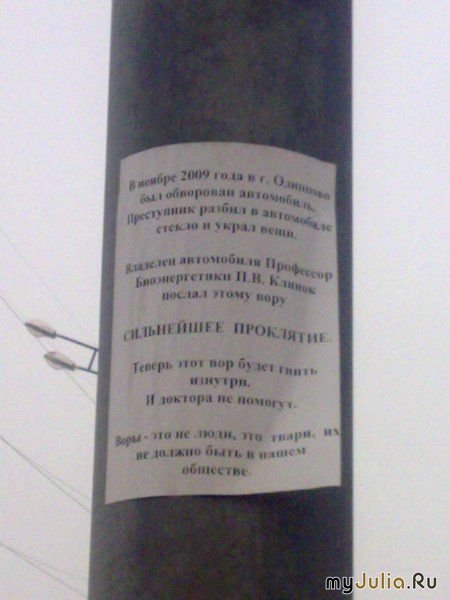 В ноябре 2009 года в г. Одинцово
был обворован автомобиль.
Преступник разбил в автомобиле
стекло и украл вещи.
Владелец автомобиля Профессор
Биоэнергетики П.В. Клинок
послал этому вору
СИЛЬНЕЙШЕЕ ПРОКЛЯТИЕ.
Теперь этот вор будет гнить
изнутри.
И доктора не помогут.
Воры - это не люди, это твари, их
не должно быть в нашем
обществе.
myJulia.Ru